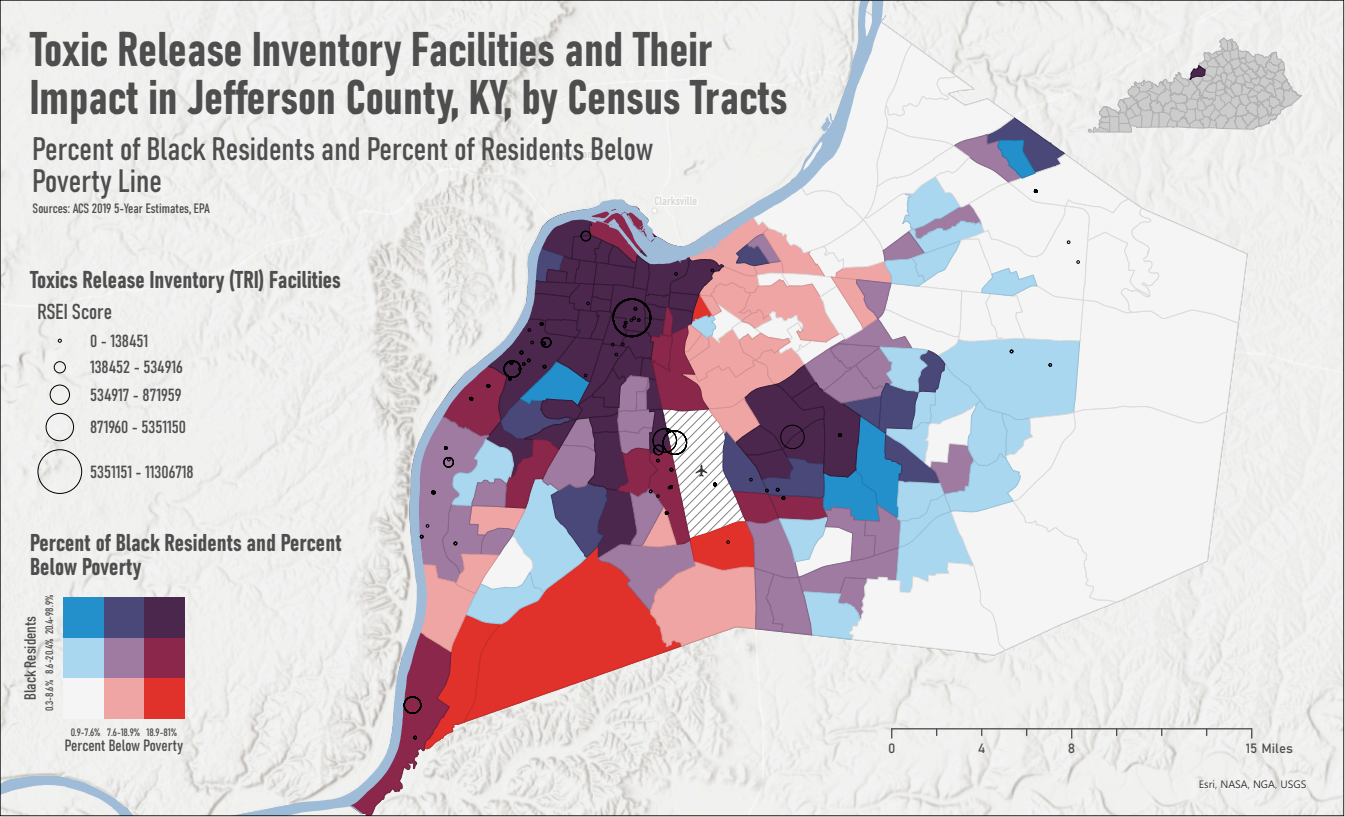 Toxic Release Inventory Facilities and Their
Impact in Jefferson County, KY, by Census Tracts
Percent of Black Residents and Percent of Residents Below
Poverty Line
Sources: ACS 2019 5-Year Estimates, EPA
Clarksville
Toxics Release Inventory (TRI) Facilities
RSEI Score
0 - 138451
138452 - 534916
534917 - 871959
871960 - 5351150
5351151 - 11306718
Percent of Black Residents and Percent
Below Poverty
Black Residents
20.4-98.9%
8.6-20.4%
0.3-8.6%
0.9-7.6% 7.6-18.9% 18.9-81%
Percent Below Poverty
0 4 8 15 Miles
Esri, NASA, NGA, USGS